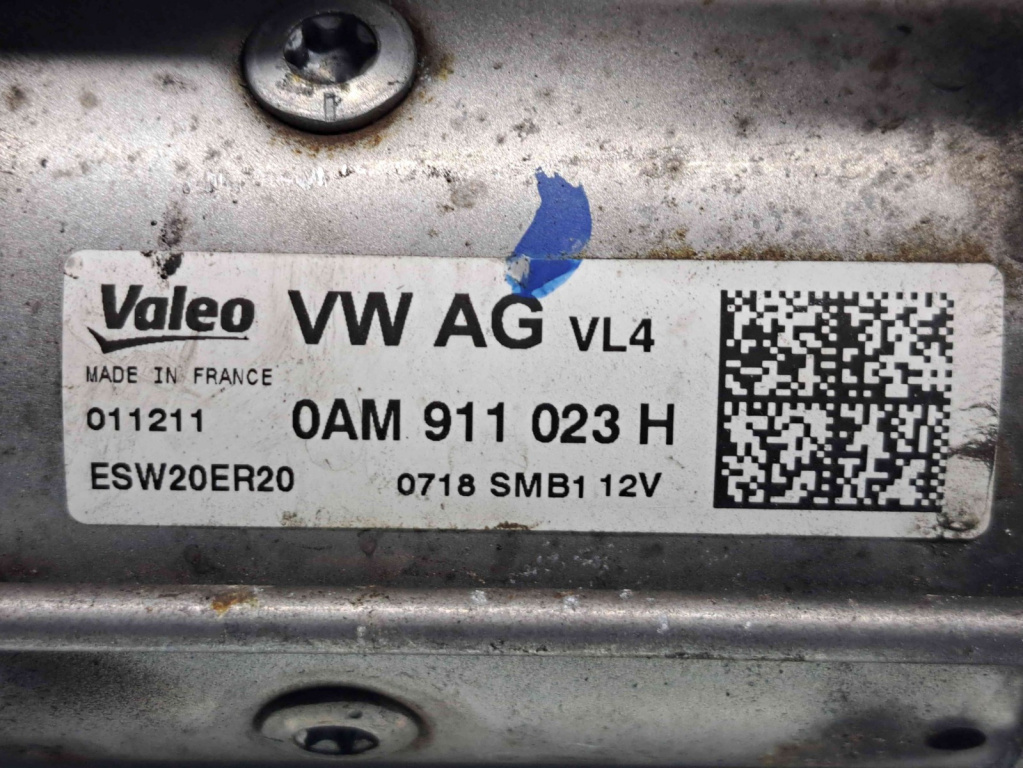 Valeo VW AG VL4
MADE IN FRANCE
011211 0AM 911 023 H
ESW20ER20 0718 SMB1 12V